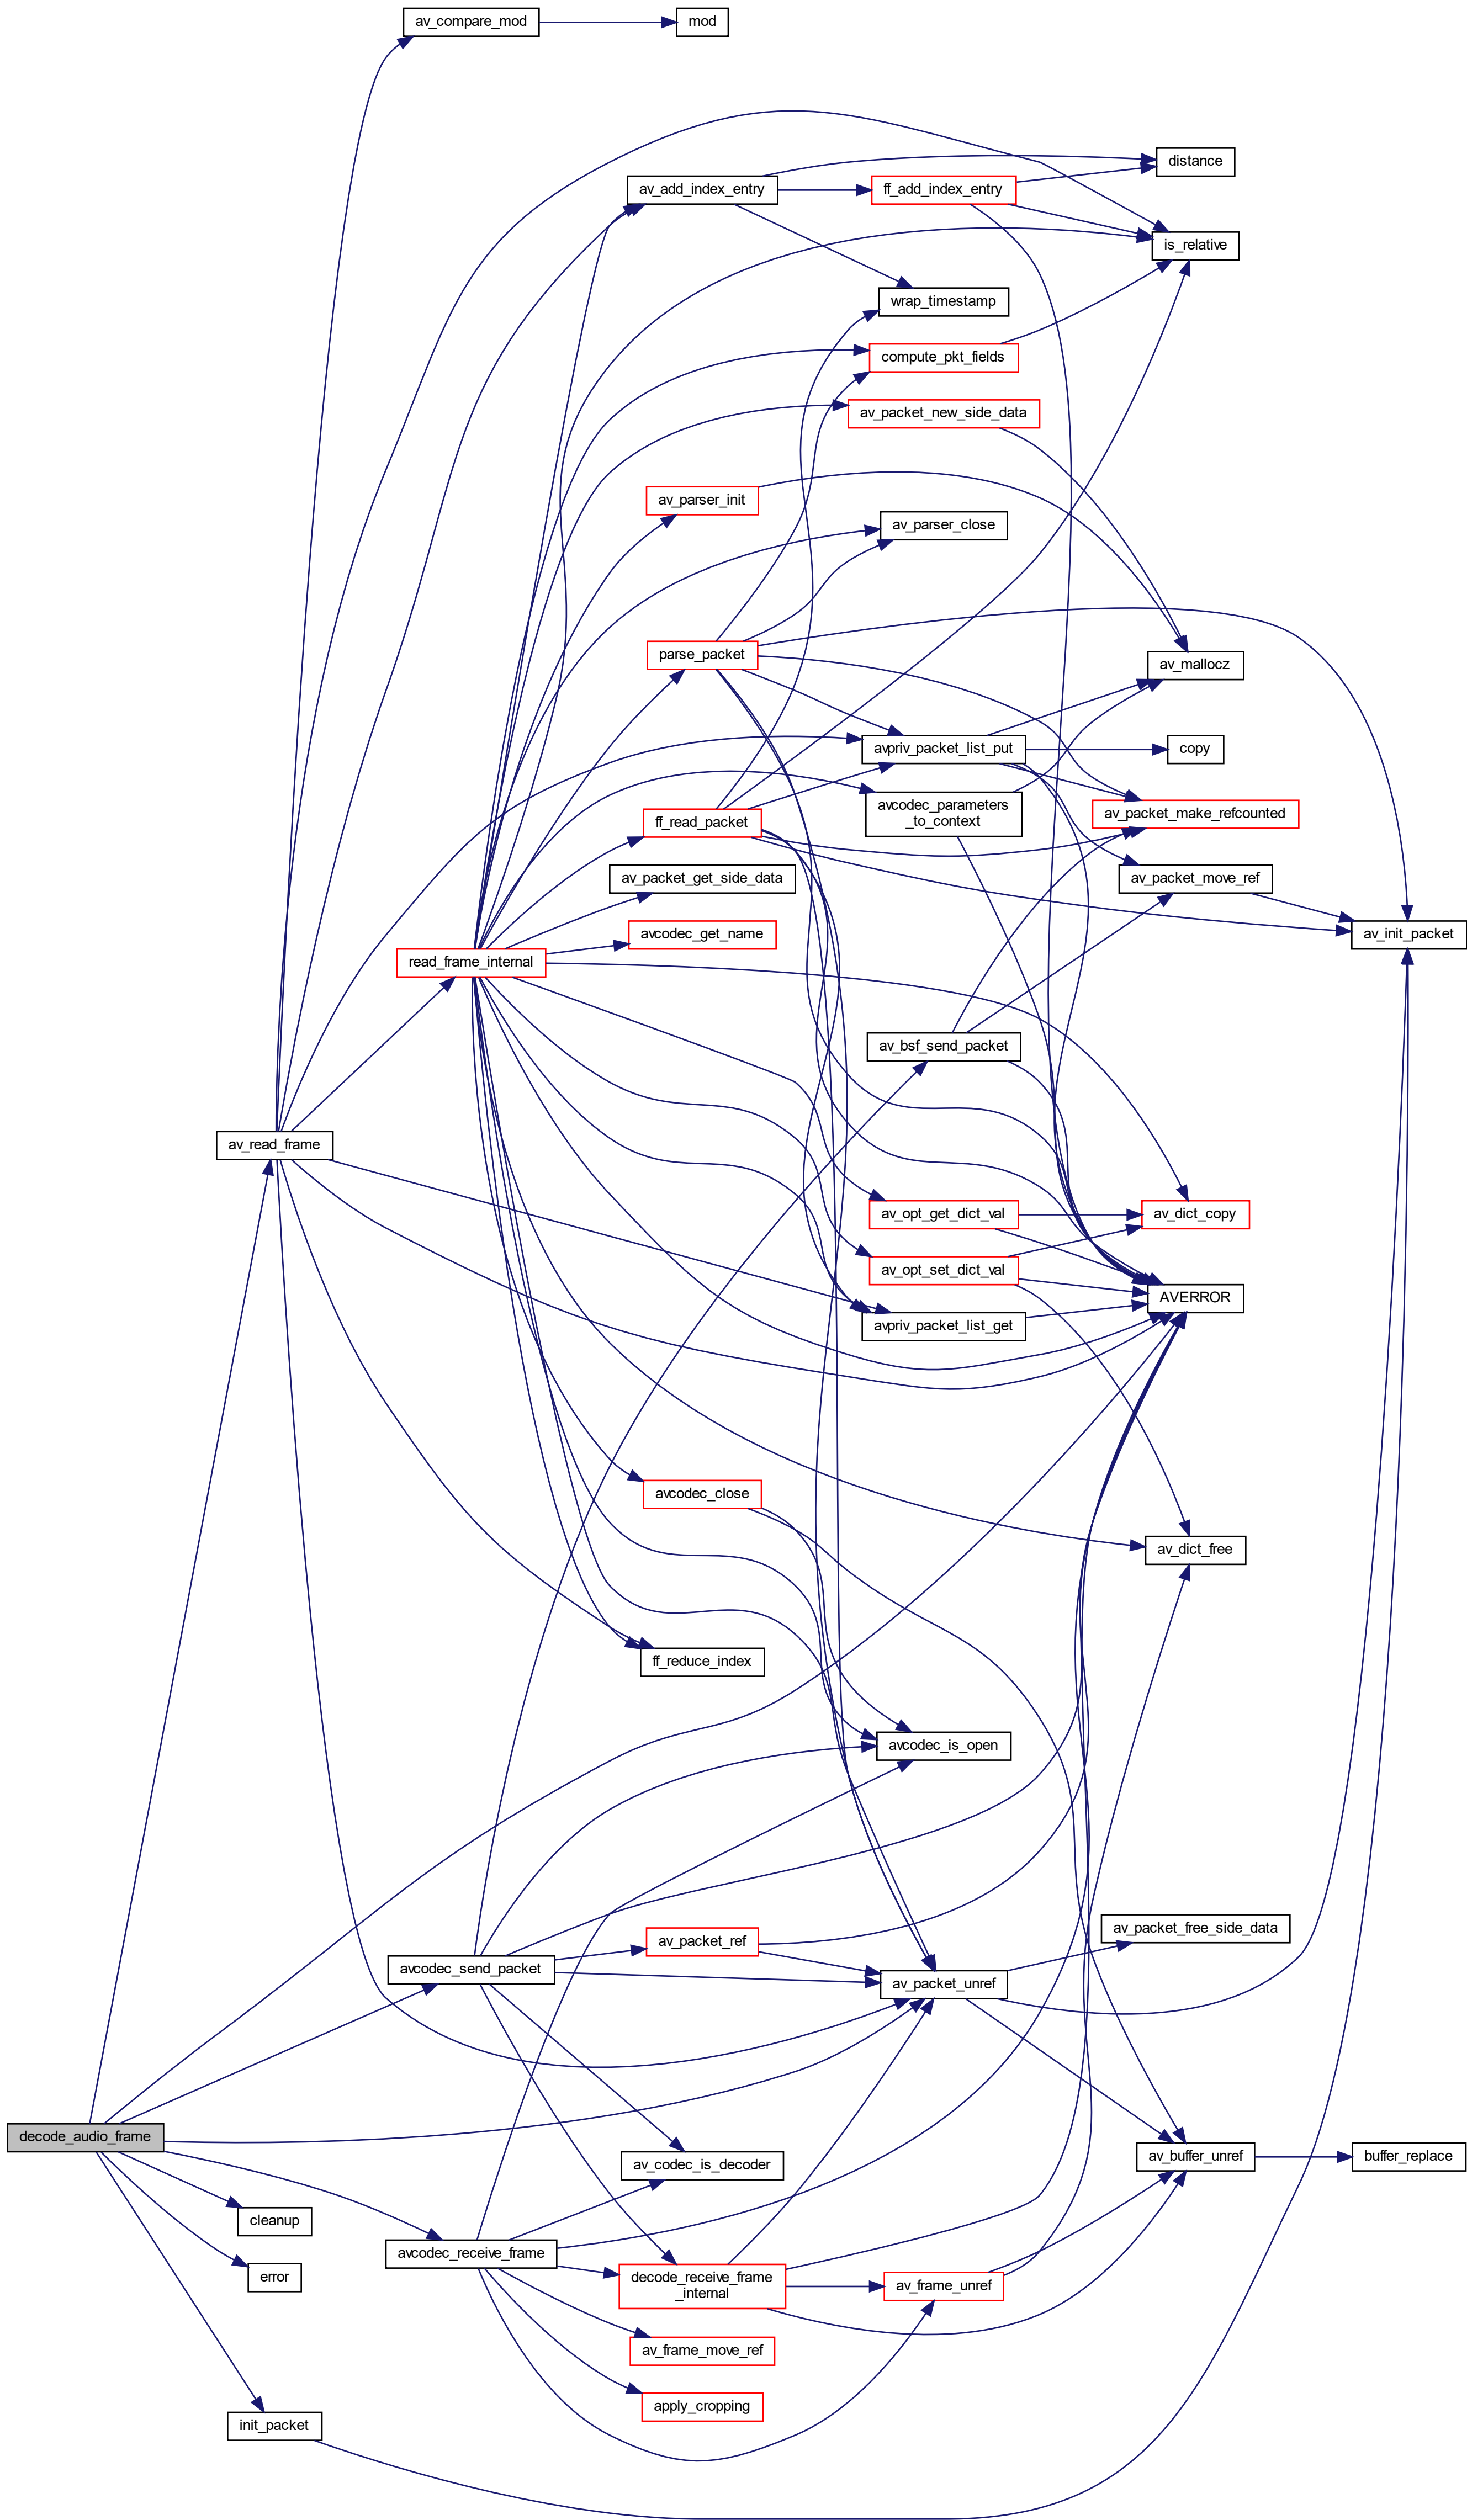 av_compare_mod
mod
distance
av_add_index_entry
ff_add_index_entry
is_relative
wrap_timestamp
compute_pkt_fields
av_packet_new_side_data
av_parser_init
av_parser_close
parse_packet
av_mallocz
avpriv_packet_list_put
copy
ff_read_packet
avcodec_parameters
_to_context
av_packet_make_refcounted
av_packet_get_side_data
av_packet_move_ref
avcodec_get_name
av_init_packet
read_frame_internal
av_bsf_send_packet
av_read_frame
av_opt_get_dict_val
av_dict_copy
av_opt_set_dict_val
AVERROR
avpriv_packet_list_get
avcodec_close
av_dict_free
ff_reduce_index
avcodec_is_open
av_packet_free_side_data
av_packet_ref
avcodec_send_packet
av_packet_unref
decode_audio_frame
av_codec_is_decoder
av_buffer_unref
buffer_replace
cleanup
avcodec_receive_frame
error
decode_receive_frame
_internal
av_frame_unref
av_frame_move_ref
apply_cropping
init_packet